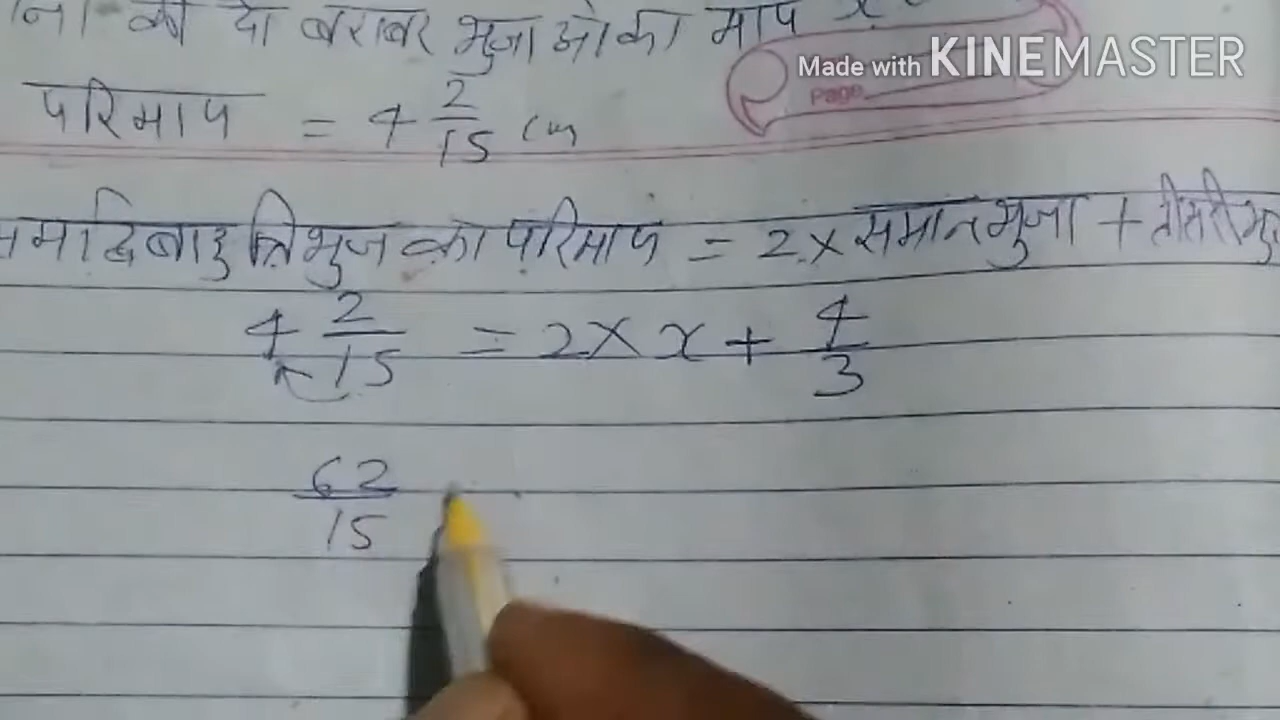 की दो बराबर भुजाओ का माप x
Made with KINEMASTER
Page
परिमाप = 4 2/15 cm
समद्विबाहु त्रिभुज का परिमाप = 2 × समान भुजा + तीसरी
4 2/15 = 2 × x + 4/3
62/15